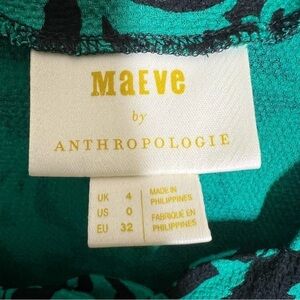 MaEve
by
ANTHROPOLOGIE
UK 4
US 0
EU 32
MADE IN
PHILIPPINES
FABRIQUÉ EN
PHILIPPINES